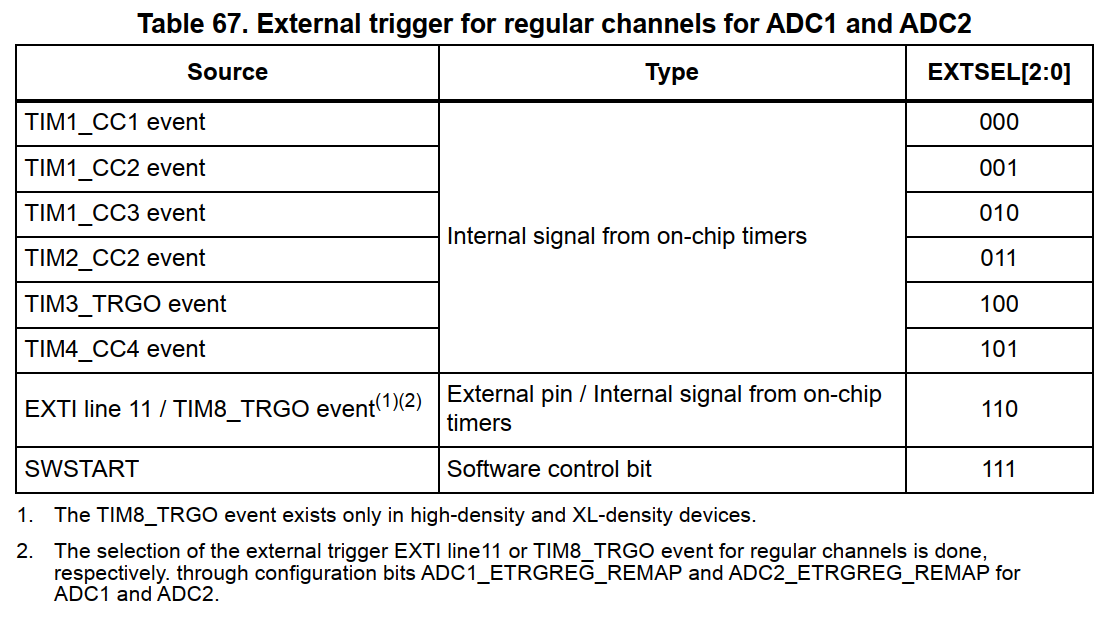 Table 67. External trigger for regular channels for ADC1 and ADC2
Source Type EXTSEL[2:0]
TIM1_CC1 event 000
TIM1_CC2 event 001
TIM1_CC3 event 010
Internal signal from on-chip timers
TIM2_CC2 event 011
TIM3_TRGO event 100
TIM4_CC4 event 101
EXTI line 11 / TIM8_TRGO event(1)(2) External pin / Internal signal from on-chip
timers 110
SWSTART Software control bit 111
1. The TIM8_TRGO event exists only in high-density and XL-density devices.
2. The selection of the external trigger EXTI line11 or TIM8_TRGO event for regular channels is done,
respectively. through configuration bits ADC1_ETRGREG_REMAP and ADC2_ETRGREG_REMAP for
ADC1 and ADC2.